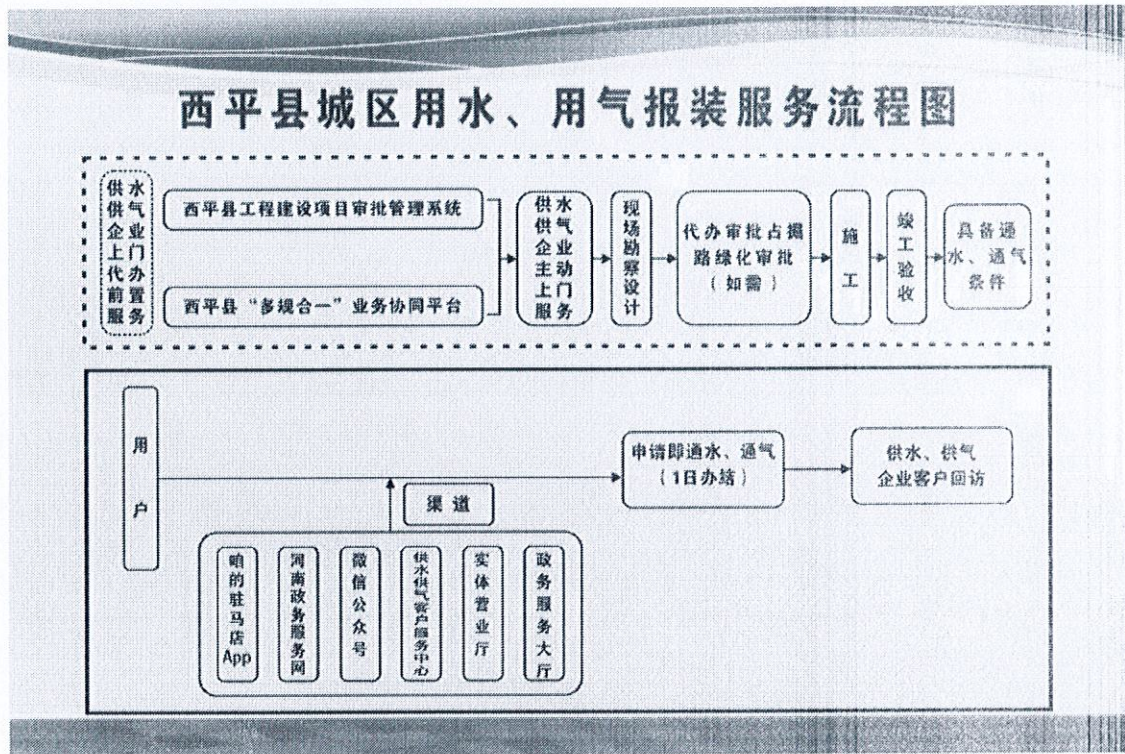 西平县城区用水、用气报装服务流程图
供水供气企业上门代办前置服务
西平县工程建设项目审批管理系统
西平县“多规合一”业务协同平台
供水供气企业主动上门服务
现场勘察设计
代办审批占掘
路绿化审批
（如需）
施工
竣工验收
具备通
水、通气
条件
用户
申请即通水、通气
（1日办结）
供水、供气
企业客户回访
渠道
咱的驻马店App
河南政务服务网
微信公众号
供水供气客户服务中心
实体营业厅
政务服务大厅